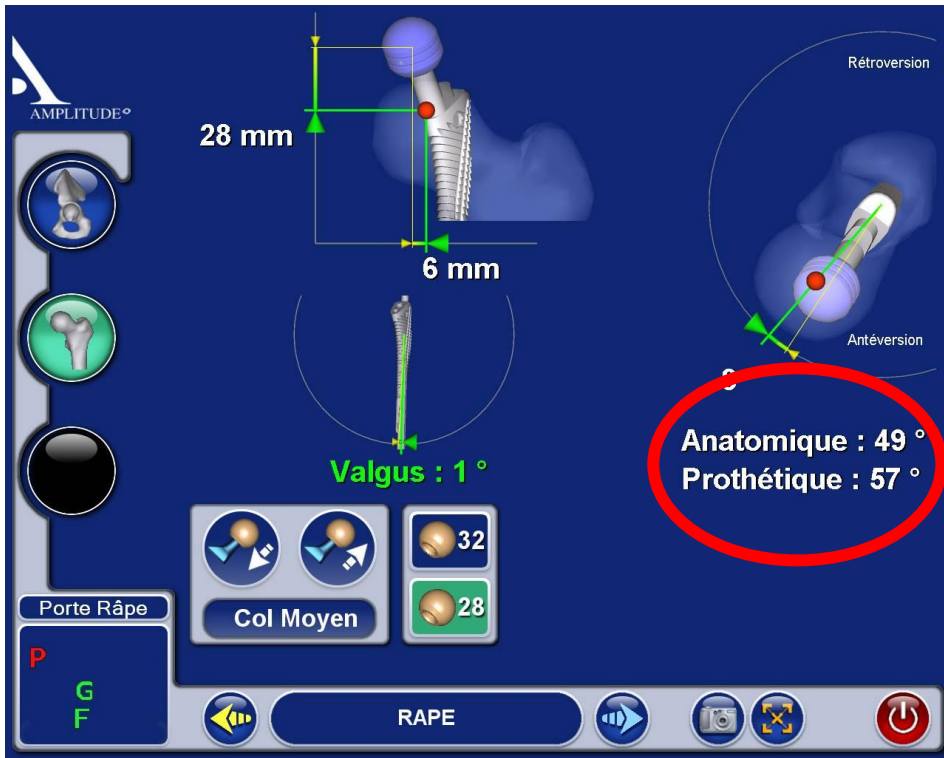 AMPLITUDE
Rétroversion
28 mm
6 mm
Antéversion
Anatomique : 49 °
Prothétique : 57 °
Valgus : 1 °
32
28
Col Moyen
Porte Râpe
P
G
F
RAPE